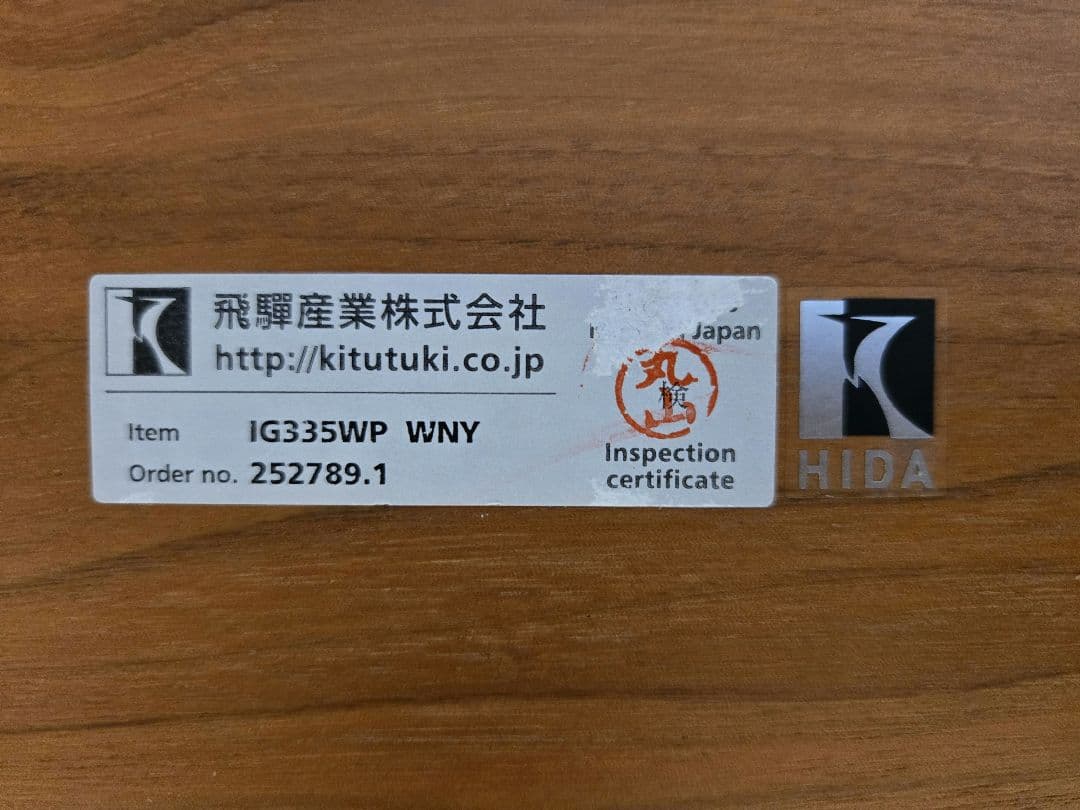 飛驒産業株式会社
http://kitutuki.co.jp
Item IG335WP WNY
Order no. 252789.1
Japan
丸山
検
Inspection
certificate
HIDA